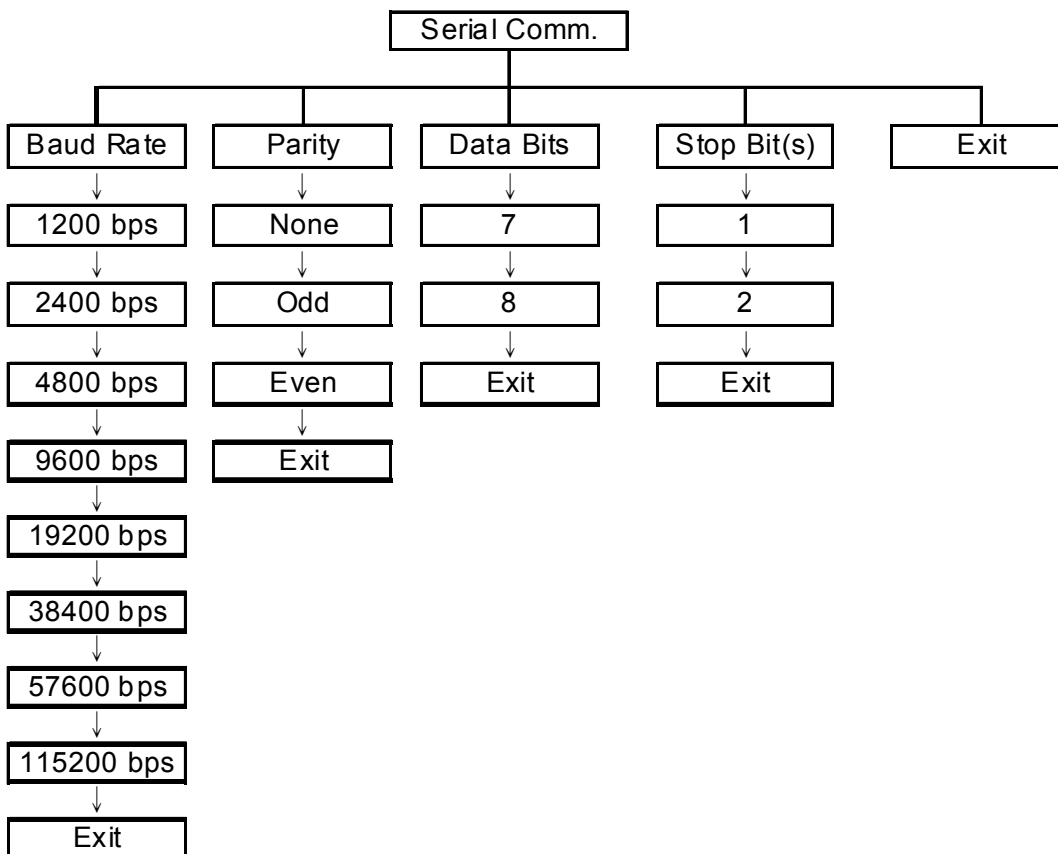 Serial Comm.
Baud Rate
Parity
Data Bits
Stop Bit(s)
Exit
1200 bps
None
7
1
2400 bps
Odd
8
2
4800 bps
Even
Exit
Exit
9600 bps
Exit
19200 bps
38400 bps
57600 bps
115200 bps
Exit